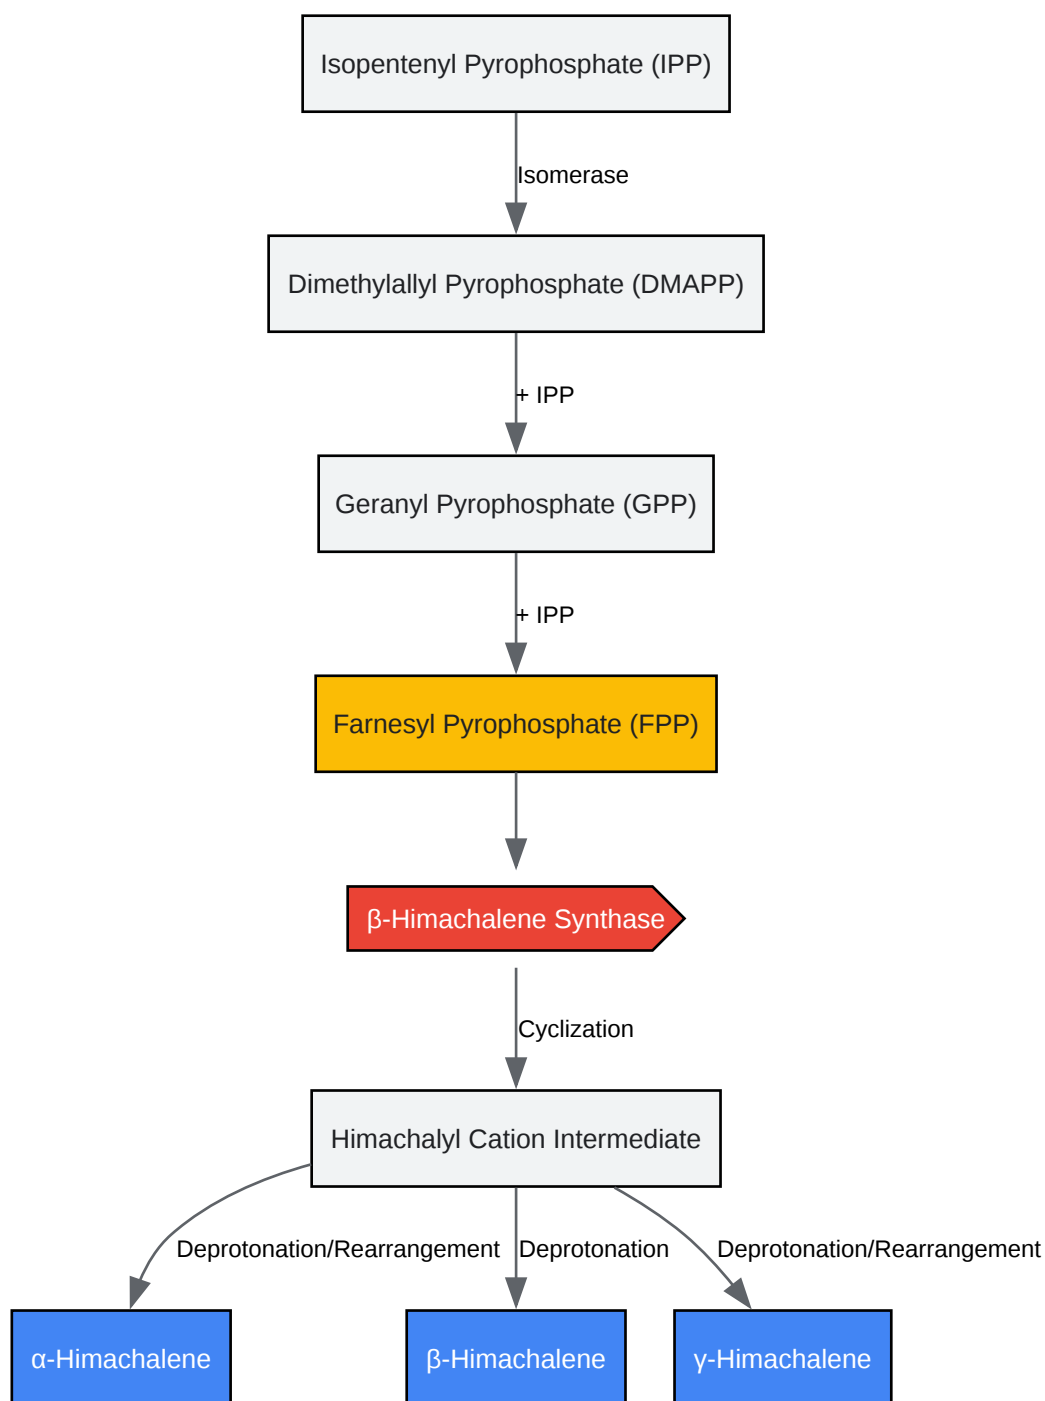 Isopentenyl Pyrophosphate (IPP)
Isomerase
Dimethylallyl Pyrophosphate (DMAPP)
+ IPP
Geranyl Pyrophosphate (GPP)
+ IPP
Farnesyl Pyrophosphate (FPP)
β-Himachalene Synthase
Cyclization
Himachalyl Cation Intermediate
Deprotonation/Rearrangement
Deprotonation
Deprotonation/Rearrangement
α-Himachalene
β-Himachalene
γ-Himachalene